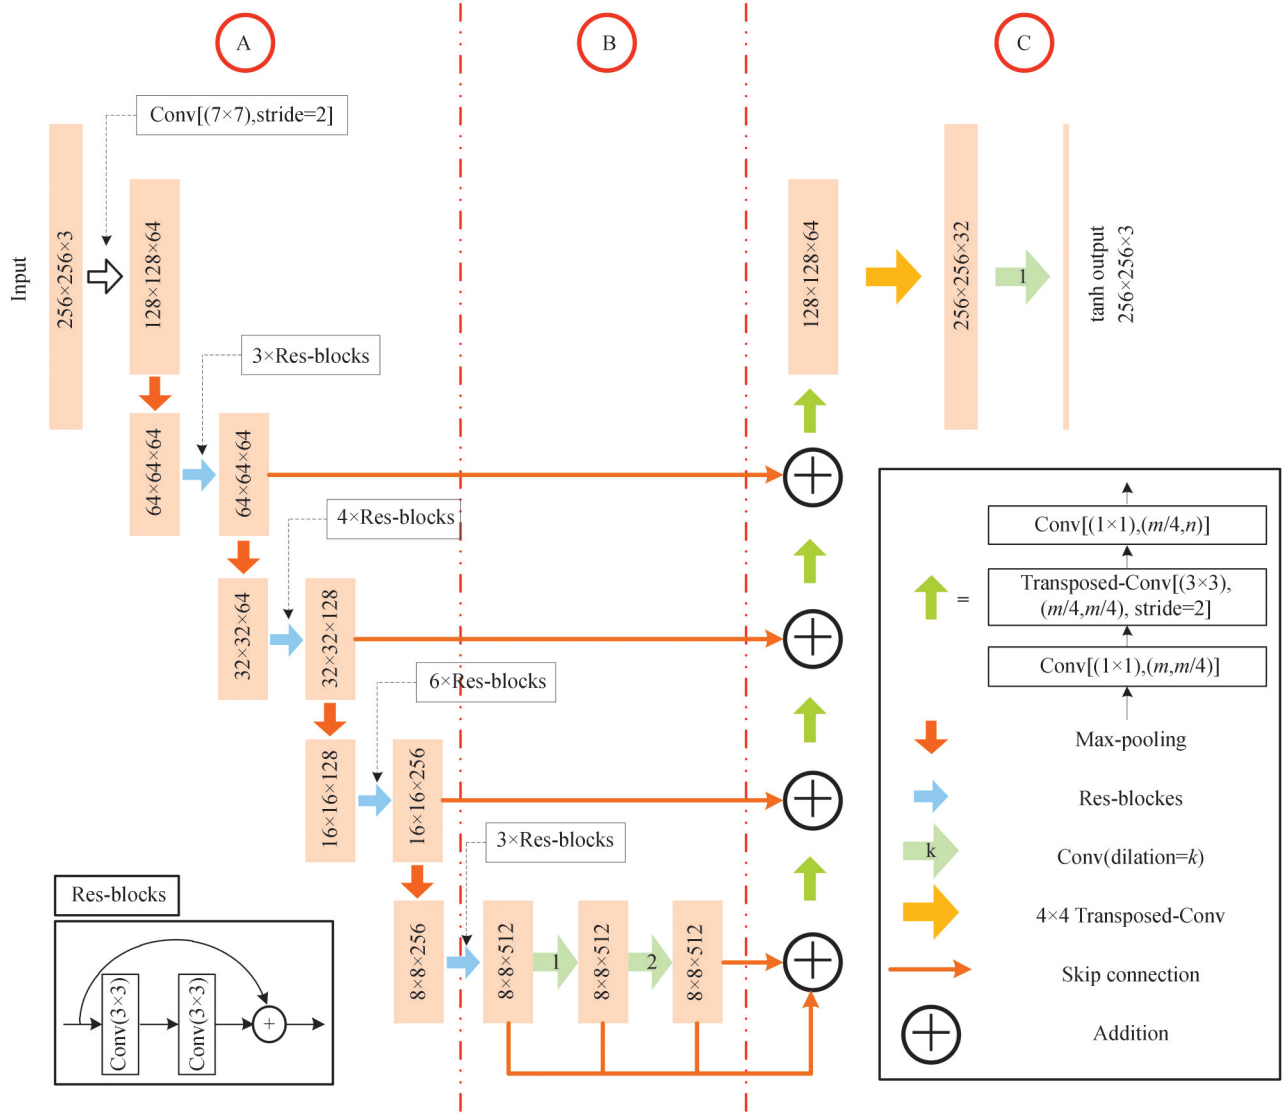 A
B
C
Conv[(7×7),stride=2]
Input
256×256×3
128×128×64
3×Res-blocks
64×64×64
64×64×64
4×Res-blocks
32×32×64
32×32×128
6×Res-blocks
16×16×128
16×16×256
3×Res-blocks
8×8×256
8×8×512
1
8×8×512
2
8×8×512
128×128×64
256×256×32
1
tanh output
256×256×3
Res-blocks
Conv(3×3)
Conv(3×3)
+
Conv[(1×1),(m/4,n)]
=
Transposed-Conv[(3×3),
(m/4,m/4), stride=2]
Conv[(1×1),(m,m/4)]
Max-pooling
Res-blockes
k
Conv(dilation=k)
4×4 Transposed-Conv
Skip connection
Addition